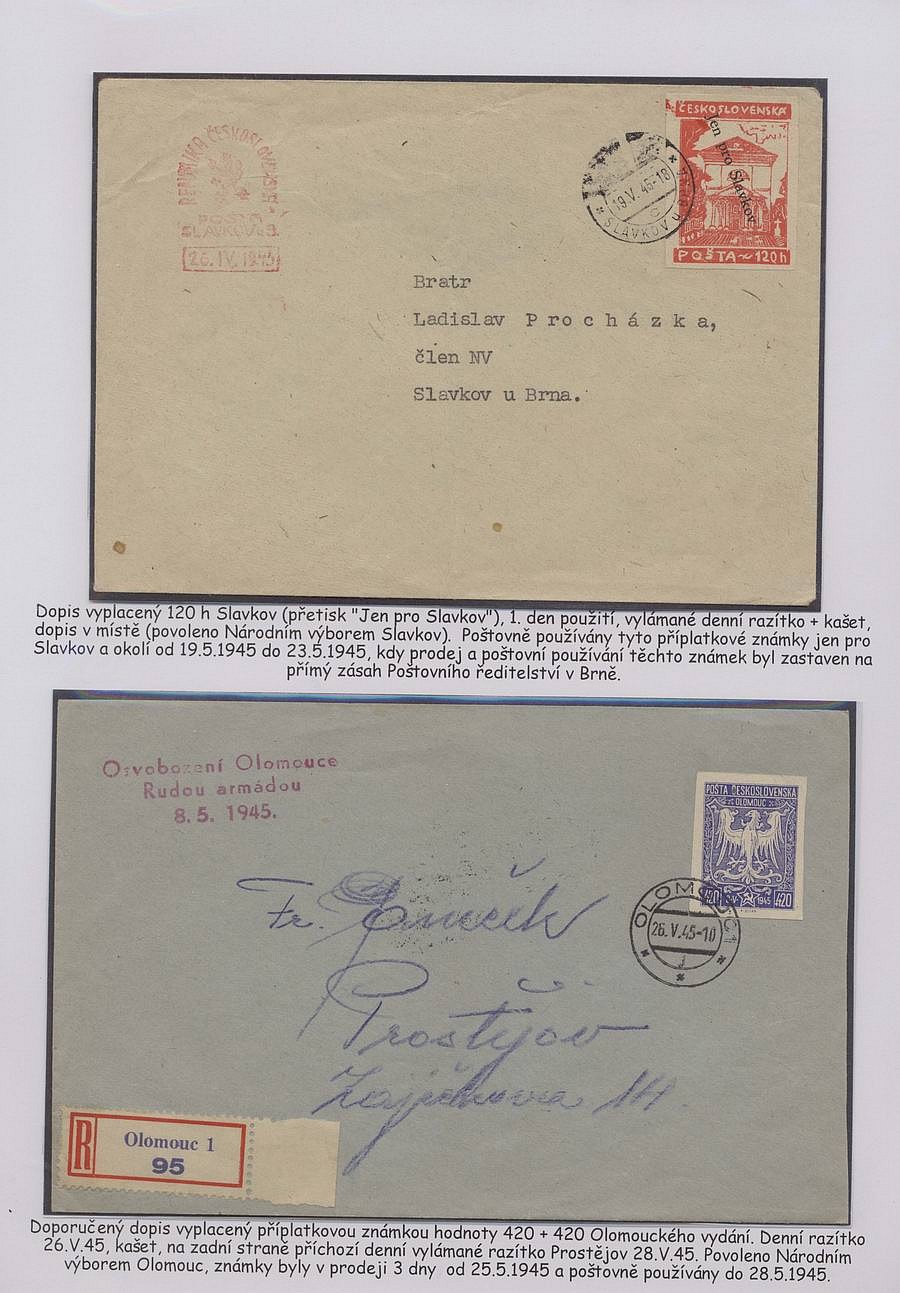 REPUBLIKA ČESKOSLOVENSKÁ
POŠTA
SLAVKOV u B.
26.IV.1945
ČESKOSLOVENSKÁ
Jen pro Slavkov
POŠTA ~ 120h
19.V.45-18
C
SLAVKOV U
Bratr
Ladislav P r o c h á z k a,
člen NV
Slavkov u Brna.
Dopis vyplacený 120 h Slavkov (přetisk "Jen pro Slavkov"), 1. den použití, vylámané denní razítko + kašet,
dopis v místě (povoleno Národním výborem Slavkov). Poštovně používány tyto příplatkové známky jen pro
Slavkov a okolí od 19.5.1945 do 23.5.1945, kdy prodej a poštovní používání těchto známek byl zastaven na
přímý zásah Poštovního ředitelství v Brně.
Osvobození Olomouce
Rudou armádou
8. 5. 1945.
POŠTA ČESKOSLOVENSKA
OLOMOUC
420 1945 420
OLOMOUC 1
26.V.45-10
Fr.
Prostějov
R
Olomouc 1
95
Doporučený dopis vyplacený příplatkovou známkou hodnoty 420 + 420 Olomouckého vydání. Denní razítko
26.V.45, kašet, na zadní straně příchozí denní vylámané razítko Prostějov 28.V.45. Povoleno Národním
výborem Olomouc, známky byly v prodeji 3 dny od 25.5.1945 a poštovně používány do 28.5.1945.